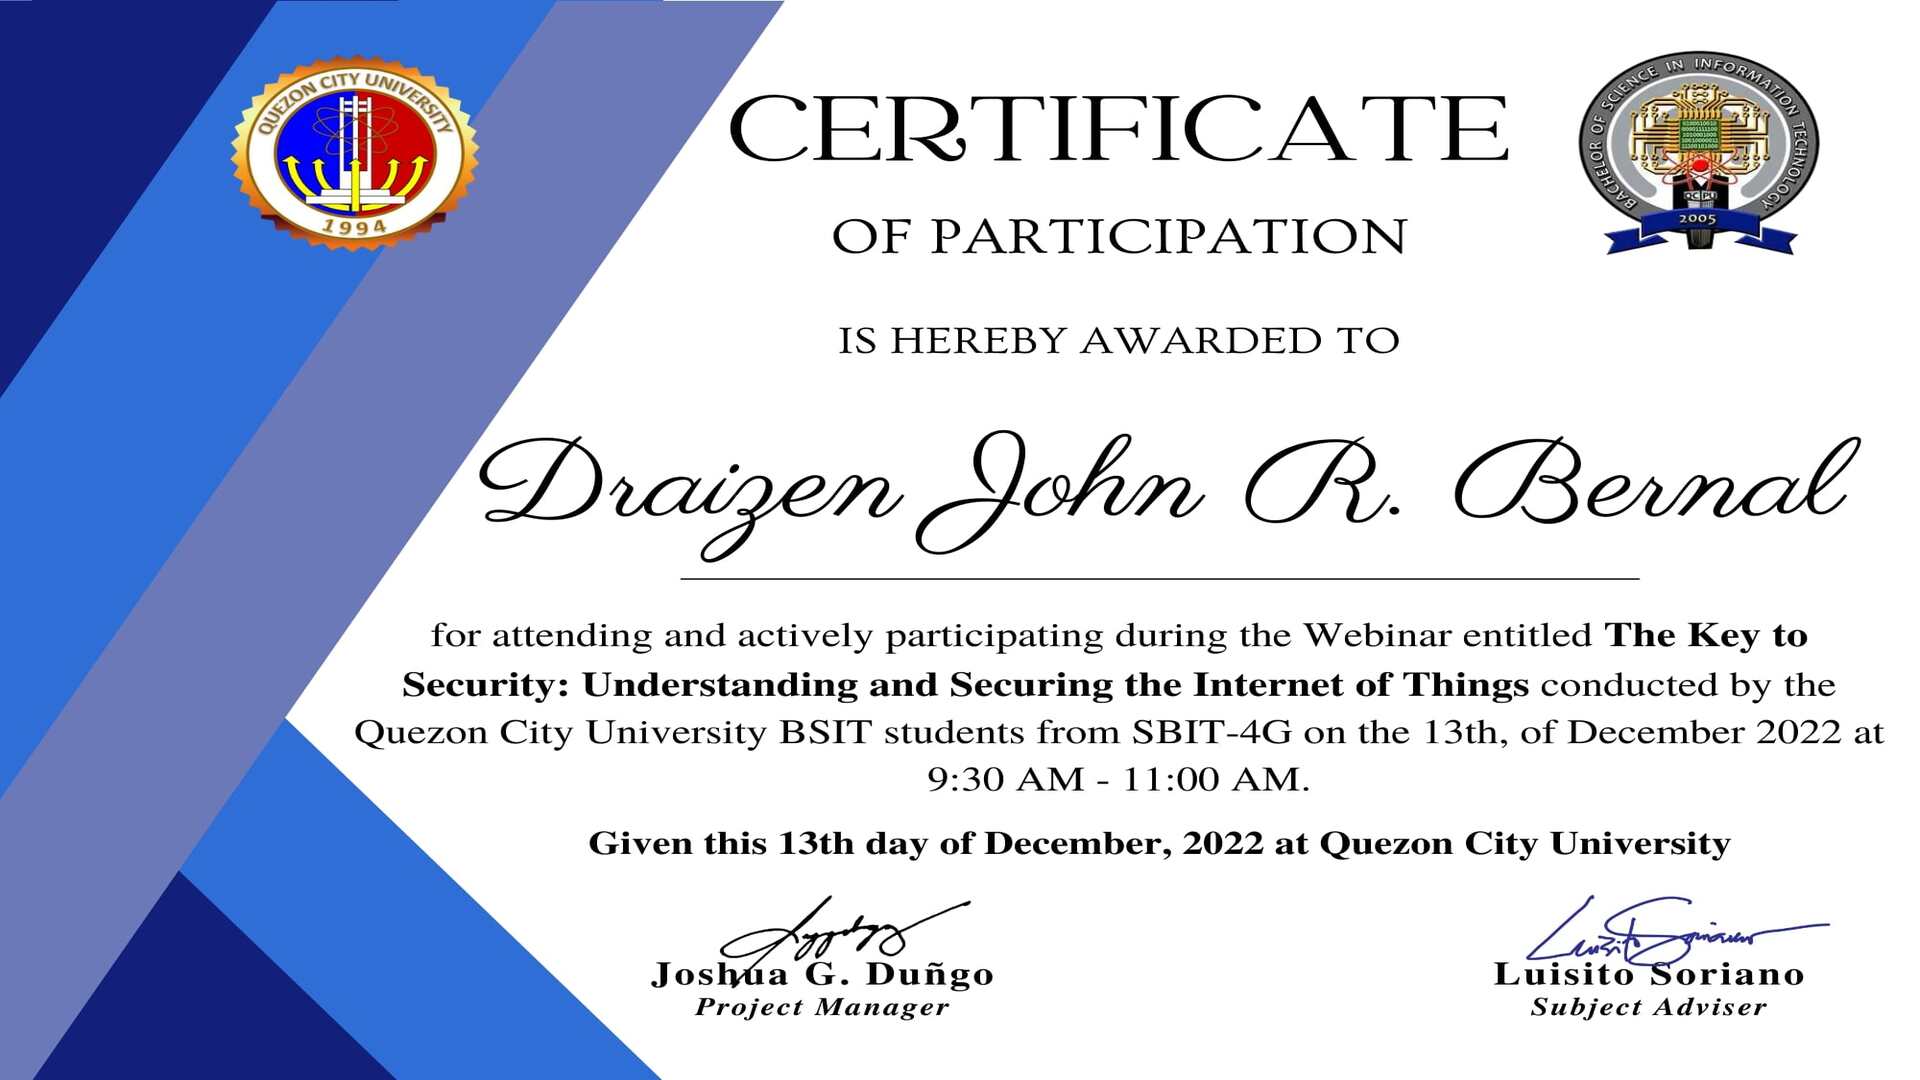 QUEZON CITY UNIVERSITY
1994
BACHELOR OF SCIENCE IN INFORMATION TECHNOLOGY
QCPU
2005
CERTIFICATE
OF PARTICIPATION
IS HEREBY AWARDED TO
Draizen John R. Bernal
for attending and actively participating during the Webinar entitled The Key to
Security: Understanding and Securing the Internet of Things conducted by the
Quezon City University BSIT students from SBIT-4G on the 13th, of December 2022 at
9:30 AM - 11:00 AM.
Given this 13th day of December, 2022 at Quezon City University
Joshua G. Duñgo
Project Manager
Luisito Soriano
Luisito Soriano
Subject Adviser